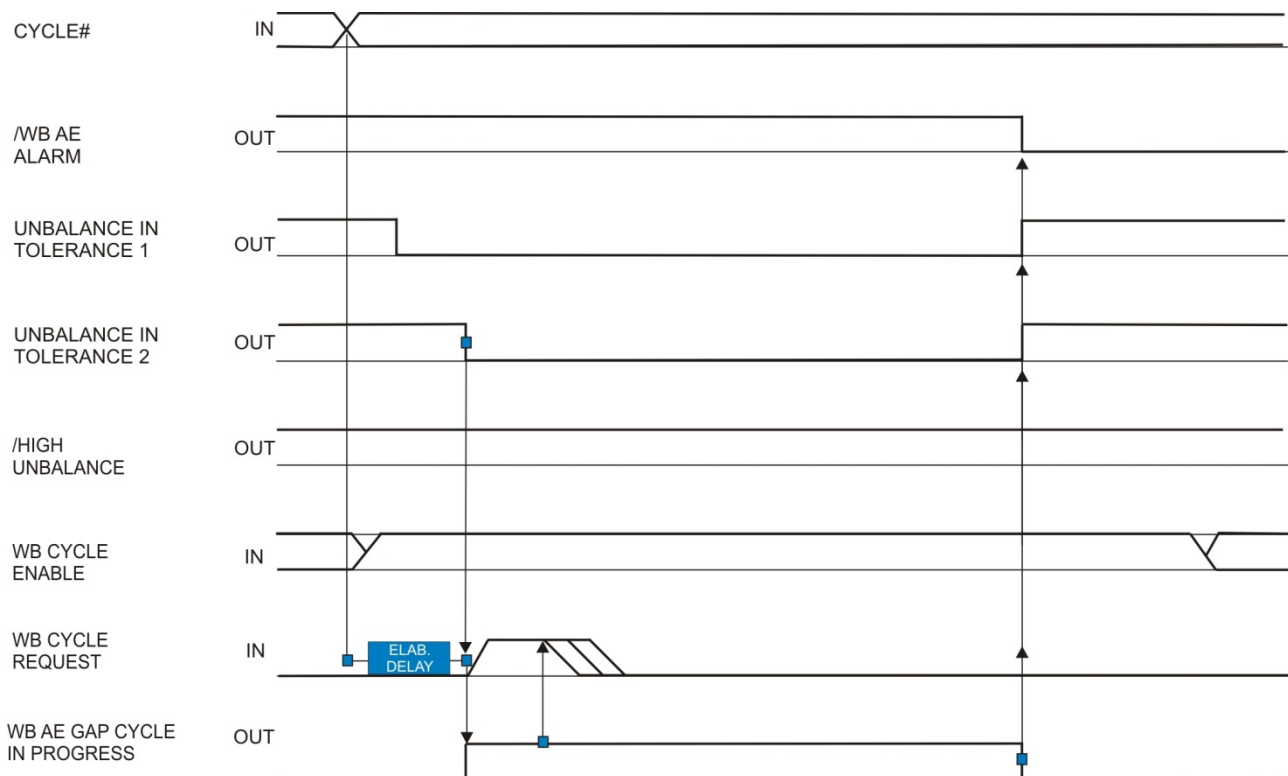 CYCLE# IN
/WB AE
ALARM
OUT
UNBALANCE IN
TOLERANCE 1
OUT
UNBALANCE IN
TOLERANCE 2
OUT
/HIGH
UNBALANCE
OUT
WB CYCLE
ENABLE
IN
WB CYCLE
REQUEST
IN
ELAB.
DELAY
WB AE GAP CYCLE
IN PROGRESS
OUT